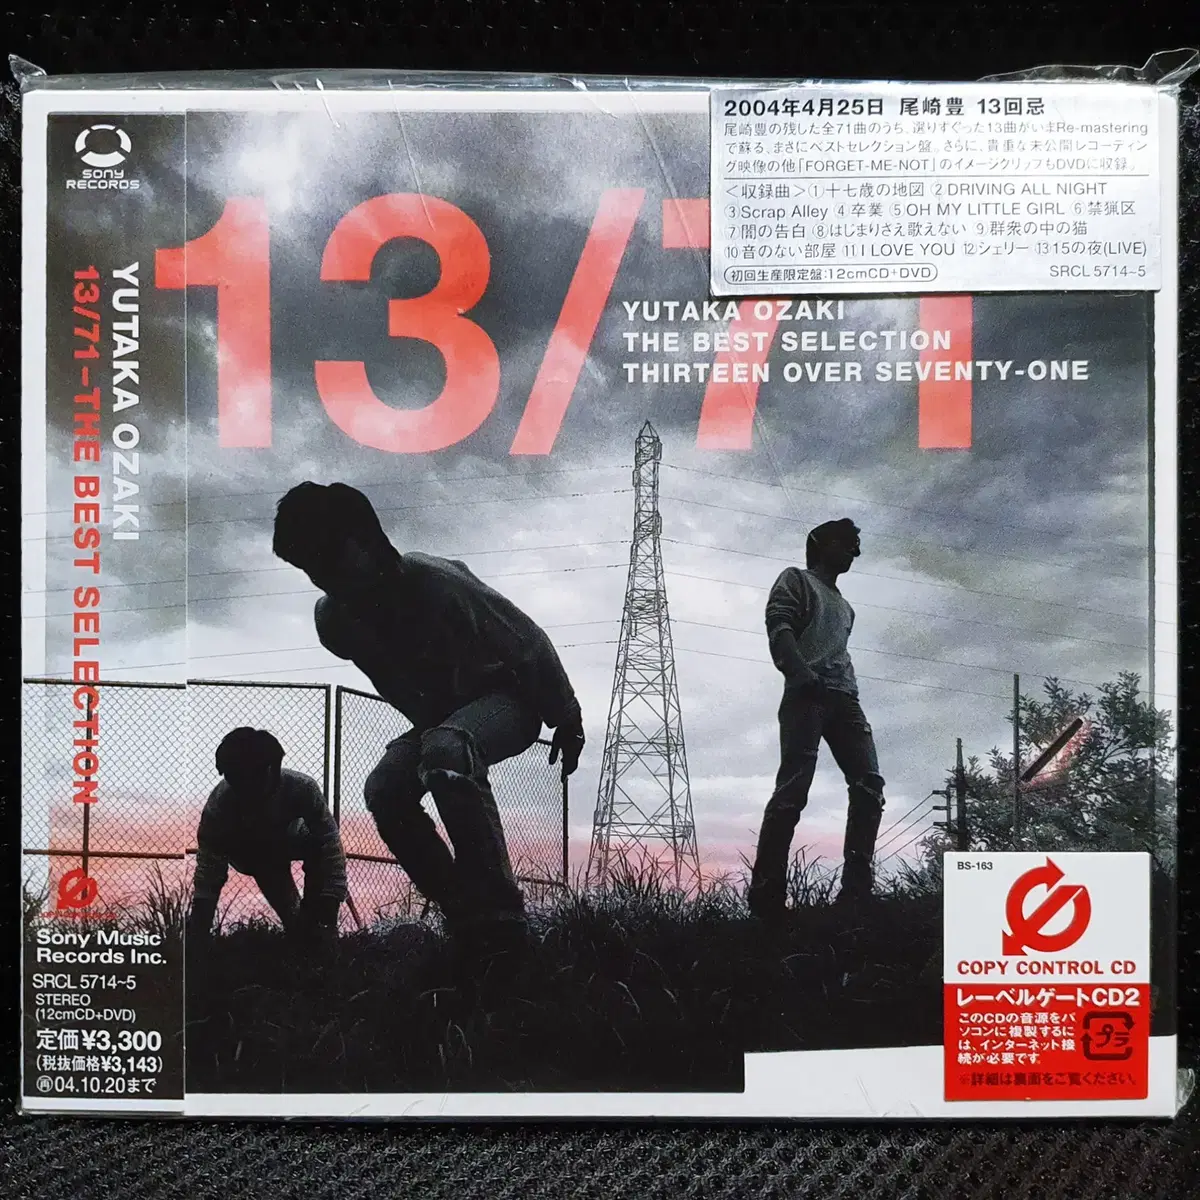 SONY
RECORDS
YUTAKA OZAKI
13/71-THE BEST SELECTION
Sony Music
Records Inc.
SRCL 5714~5
STEREO
(12cmCD+DVD)
定価¥3,300
(税抜価格¥3,143)
㋐04.10.20まで
13/71
YUTAKA OZAKI
THE BEST SELECTION
THIRTEEN OVER SEVENTY-ONE
2004年4月25日 尾崎豊 13回忌
尾崎豊の残した全71曲のうち、選りすぐった13曲がいまRe-mastering
で蘇る、まさにベストセレクション盤。さらに、貴重な未公開レコーディン
グ映像の他「FORGET-ME-NOT」のイメージクリップもDVDに収録」
<収録曲>①十七歳の地図 ②DRIVING ALL NIGHT
③Scrap Alley ④卒業 ⑤OH MY LITTLE GIRL ⑥禁猟区
⑦闇の告白 ⑧はじまりさえ歌えない ⑨群衆の中の猫
⑩音のない部屋 ⑪I LOVE YOU ⑫シェリー ⑬15の夜(LIVE)
初回生産限定盤:12cmCD+DVD
SRCL 5714~5
BS-163
COPY CONTROL CD
レーベルゲートCD2
このCDの音源をパ
ソコンに複製するに
は、インターネット接
続が必要です。
プラ
※詳細は裏面をご覧ください。